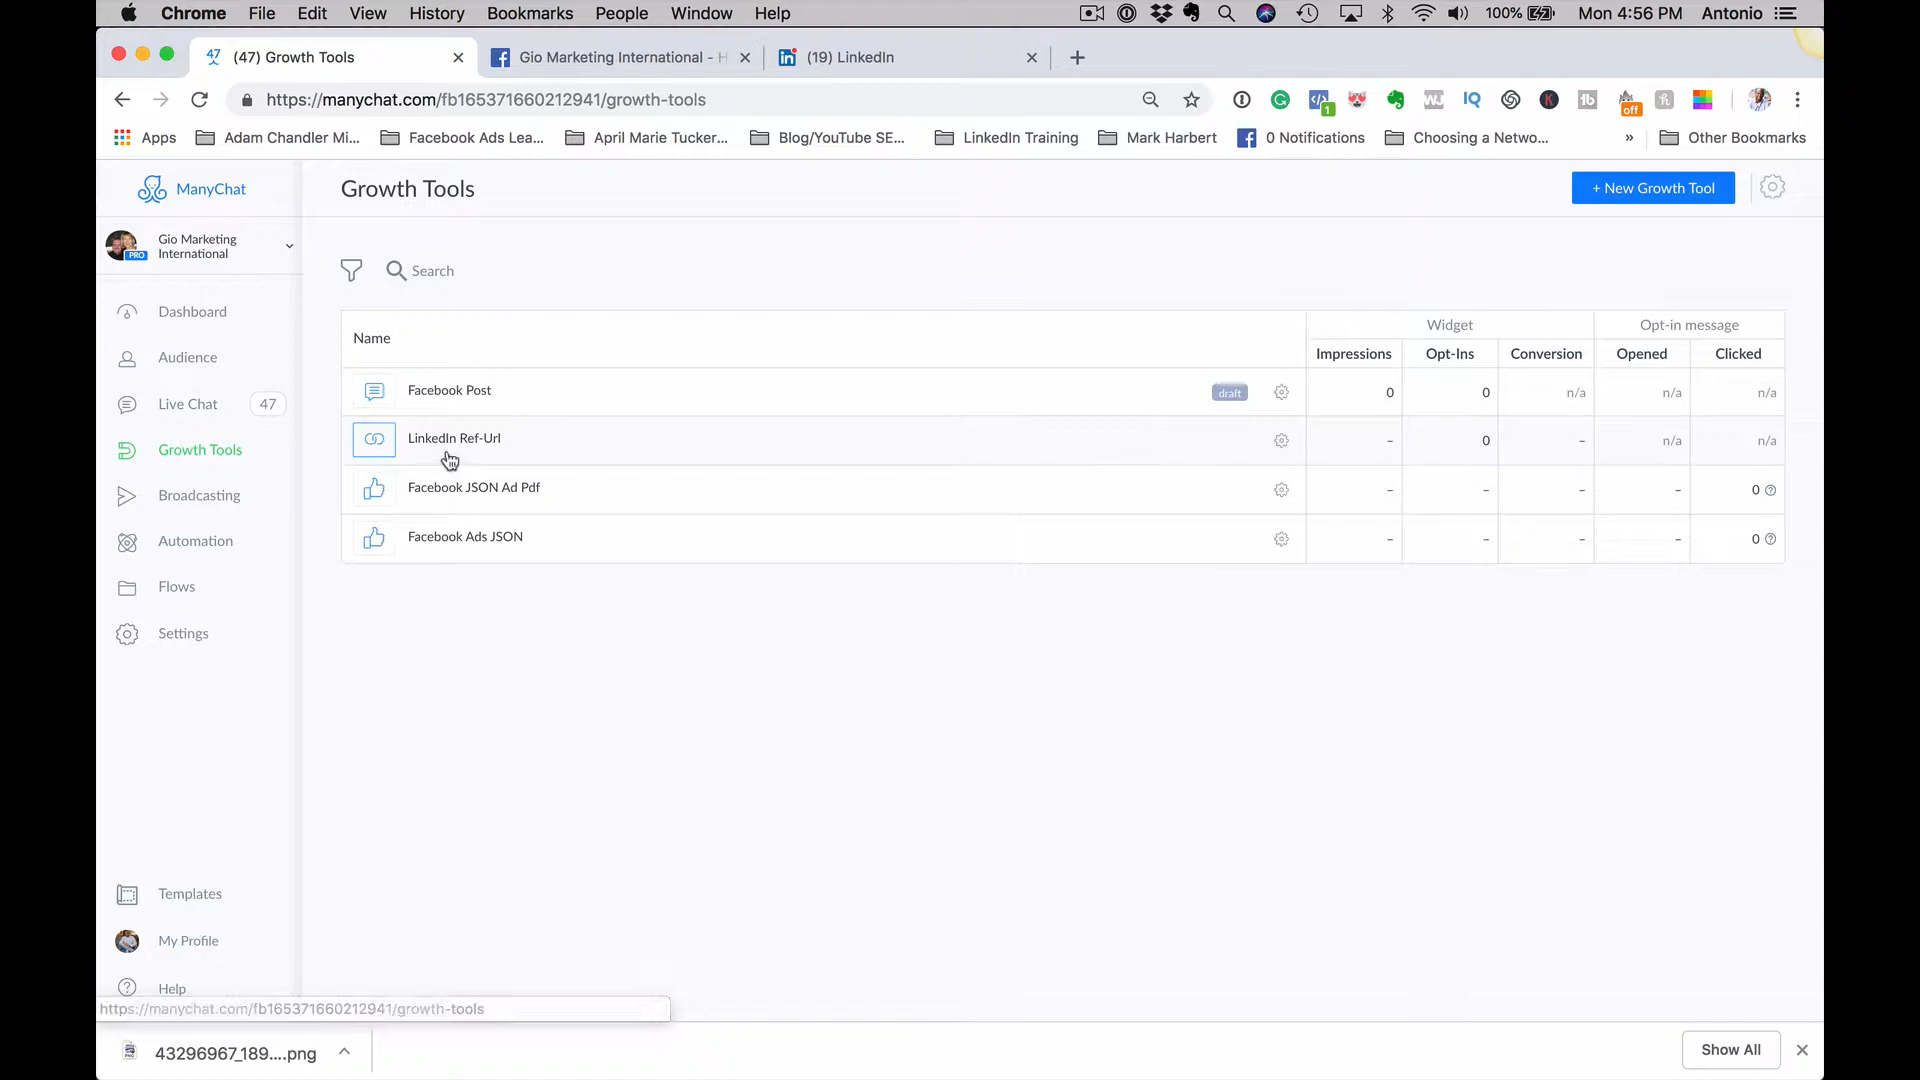 Chrome File Edit View History Bookmarks People Window Help 100% Mon 4:56 PM Antonio
47 (47) Growth Tools Gio Marketing International - H (19) LinkedIn
https://manychat.com/fb165371660212941/growth-tools
Apps Adam Chandler Mi... Facebook Ads Lea... April Marie Tucker... Blog/YouTube SE... LinkedIn Training Mark Harbert 0 Notifications Choosing a Netwo... » Other Bookmarks
ManyChat
Growth Tools
+ New Growth Tool
Gio Marketing
International
PRO
Search
Dashboard
Audience
Live Chat 47
Growth Tools
Broadcasting
Automation
Flows
Settings
Templates
My Profile
Help
Name Widget Opt-in message
Impressions Opt-Ins Conversion Opened Clicked
Facebook Post draft 0 0 n/a n/a n/a
LinkedIn Ref-Url – 0 – n/a n/a
Facebook JSON Ad Pdf – – – – 0
Facebook Ads JSON – – – – 0
https://manychat.com/fb165371660212941/growth-tools
43296967_189....png
Show All